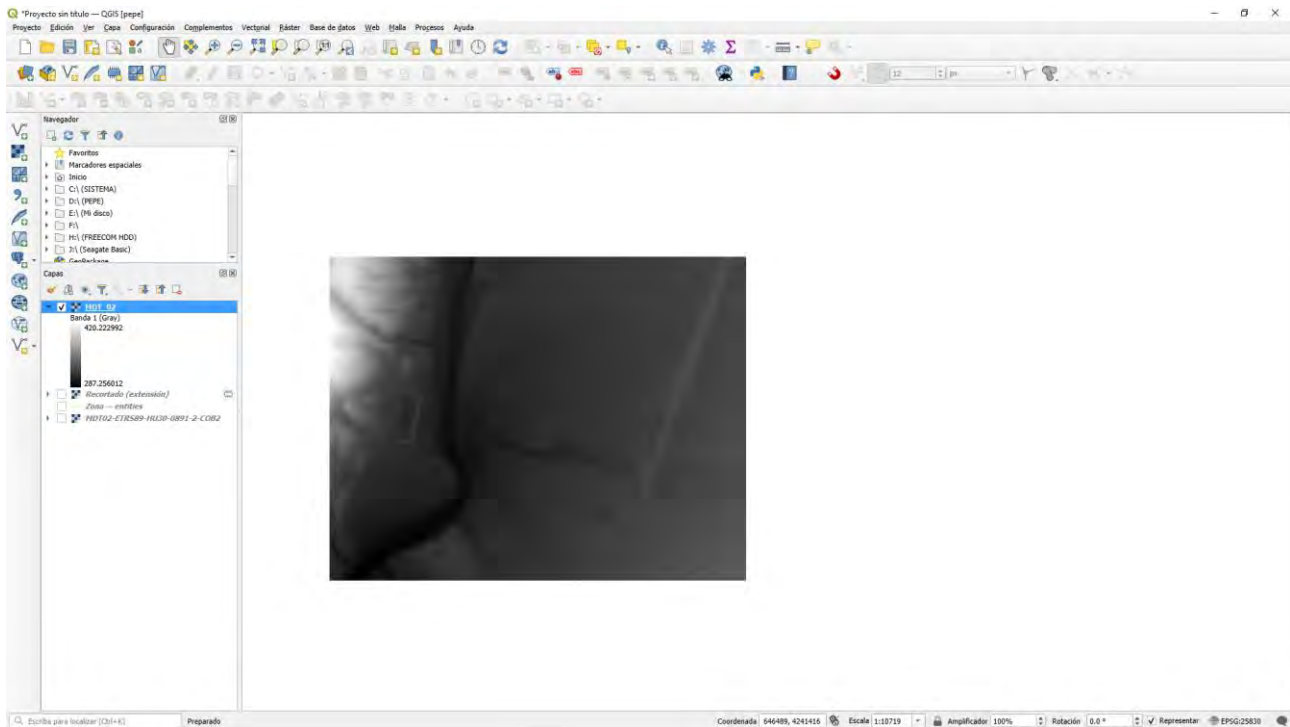 *Proyecto sin título — QGIS [pepe]
Proyecto Edición Ver Capa Configuración Complementos Vectorial Ráster Base de datos Web Malla Procesos Ayuda
12 px
Navegador
Favoritos
Marcadores espaciales
Inicio
C:\ (SISTEMA)
D:\ (PEPE)
E:\ (Mi disco)
F:\
H:\ (FREECOM HDD)
J:\ (Seagate Basic)
GeoPackage
Capas
MDT_02
Banda 1 (Gray)
420.222992
287.256012
Recortado (extensión)
Zona — entities
MDT02-ETRS89-HU30-0891-2-COB2
Escriba para localizar (Ctrl+K) Preparado Coordenada 646489, 4241416 Escala 1:10719 Amplificador 100% Rotación 0.0 ° Representar EPSG:25830